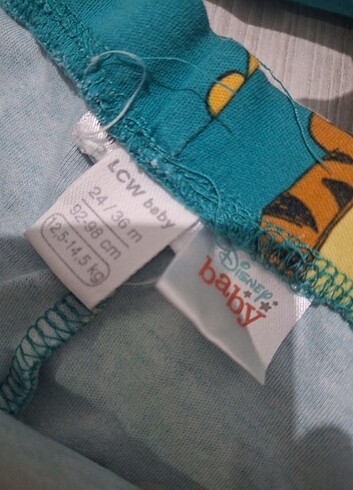 LCW baby
24/36 m
92-98 cm
12,5-14,5 kg
Disney
baby